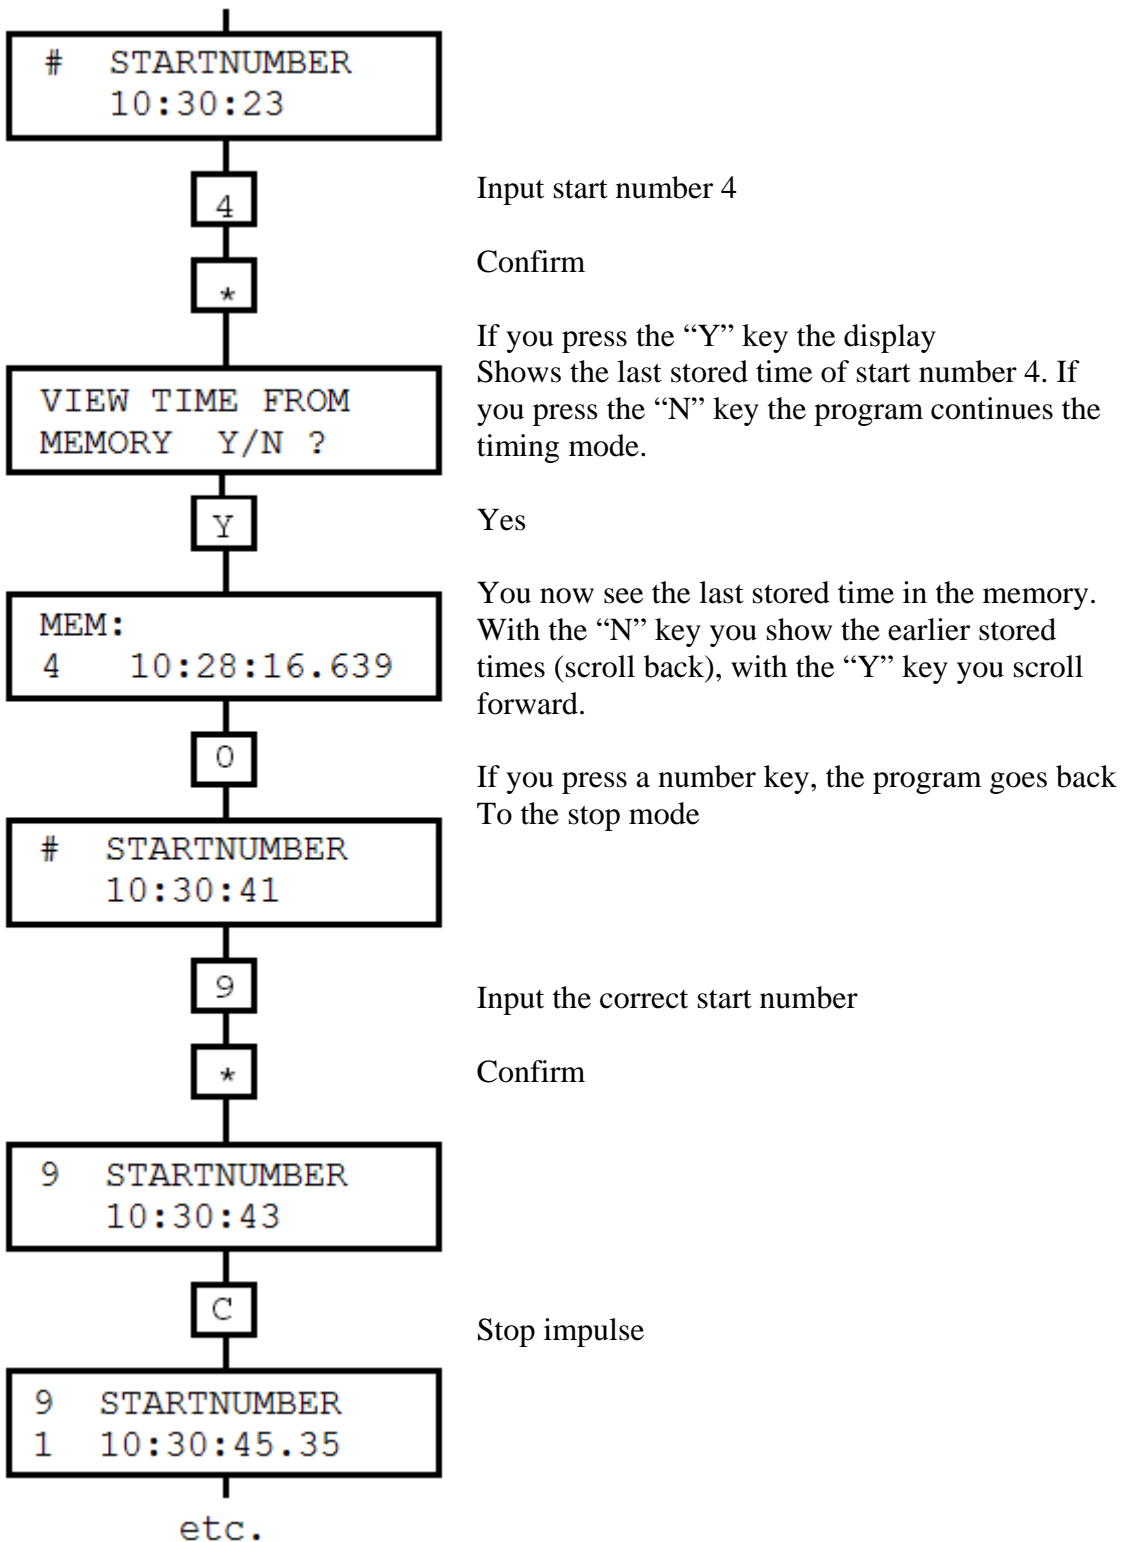 # STARTNUMBER
10:30:23
4
Input start number 4
*
Confirm
If you press the “Y” key the display
Shows the last stored time of start number 4. If
you press the “N” key the program continues the
timing mode.
VIEW TIME FROM
MEMORY Y/N ?
Y
Yes
MEM:
4 10:28:16.639
You now see the last stored time in the memory.
With the “N” key you show the earlier stored
times (scroll back), with the “Y” key you scroll
forward.
0
If you press a number key, the program goes back
To the stop mode
# STARTNUMBER
10:30:41
9
Input the correct start number
*
Confirm
9 STARTNUMBER
10:30:43
C
Stop impulse
9 STARTNUMBER
1 10:30:45.35
etc.